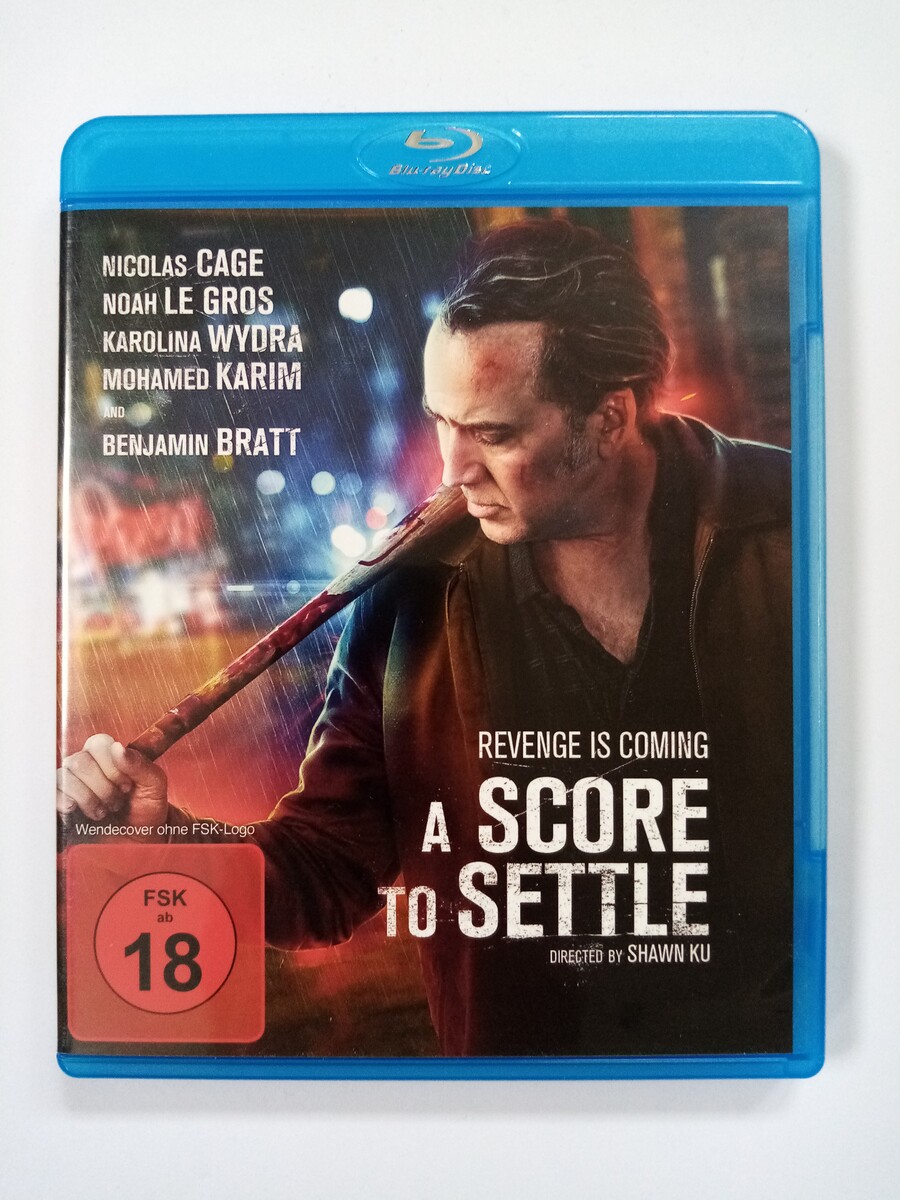 Blu-ray Disc
NICOLAS CAGE
NOAH LE GROS
KAROLINA WYDRA
MOHAMED KARIM
AND
BENJAMIN BRATT
REVENGE IS COMING
A SCORE
TO SETTLE
DIRECTED BY SHAWN KU
Wendecover ohne FSK-Logo
FSK
ab
18